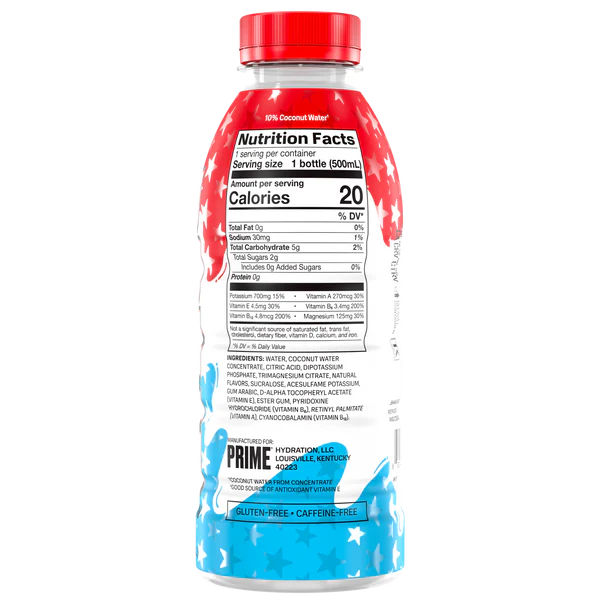 10% Coconut Water*
Nutrition Facts
1 serving per container
Serving size 1 bottle (500mL)
Amount per serving
Calories 20
% DV*
Total Fat 0g 0%
Sodium 30mg 1%
Total Carbohydrate 5g 2%
Total Sugars 2g
Includes 0g Added Sugars 0%
Protein 0g
Potassium 700mg 15% • Vitamin A 270mcg 30%
Vitamin E 4.5mg 30% • Vitamin B₆ 3.4mg 200%
Vitamin B₁₂ 4.8mcg 200% • Magnesium 125mg 30%
Not a significant source of saturated fat, trans fat,
cholesterol, dietary fiber, vitamin D, calcium, and iron.
*% DV = % Daily Value
INGREDIENTS: WATER, COCONUT WATER
CONCENTRATE, CITRIC ACID, DIPOTASSIUM
PHOSPHATE, TRIMAGNESIUM CITRATE, NATURAL
FLAVORS, SUCRALOSE, ACESULFAME POTASSIUM,
GUM ARABIC, D-ALPHA TOCOPHERYL ACETATE
(VITAMIN E), ESTER GUM, PYRIDOXINE
HYDROCHLORIDE (VITAMIN B₆), RETINYL PALMITATE
(VITAMIN A), CYANOCOBALAMIN
MANUFACTURED FOR:
PRIME® HYDRATION, LLC
LOUISVILLE, KENTUCKY
40223
*COCONUT WATER FROM CONCENTRATE
GOOD SOURCE OF ANTIOXIDANT VITAMIN E
GLUTEN-FREE • CAFFEINE-FREE